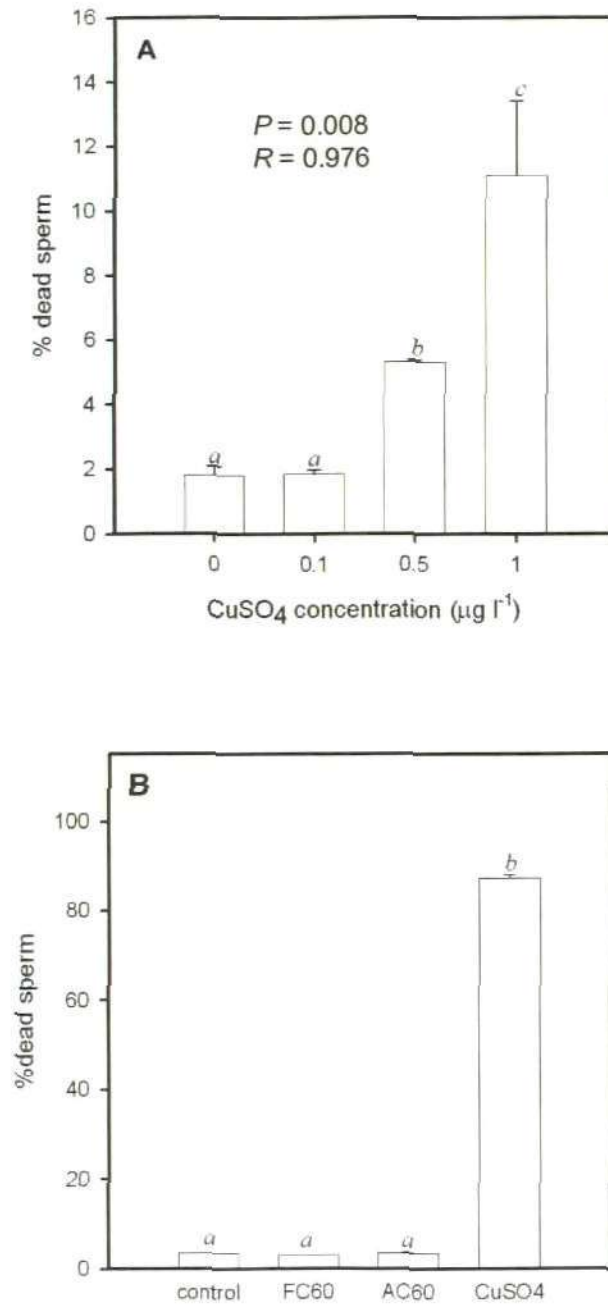 16
A
14
c
P = 0.008
12
R = 0.976
10
% dead sperm
8
6
b
4
a
a
2
0
0 0.1 0.5 1
CuSO4 concentration (µg l-1)
B
100
b
80
%dead sperm
60
40
20
a a a
0
control FC60 AC60 CuSO4